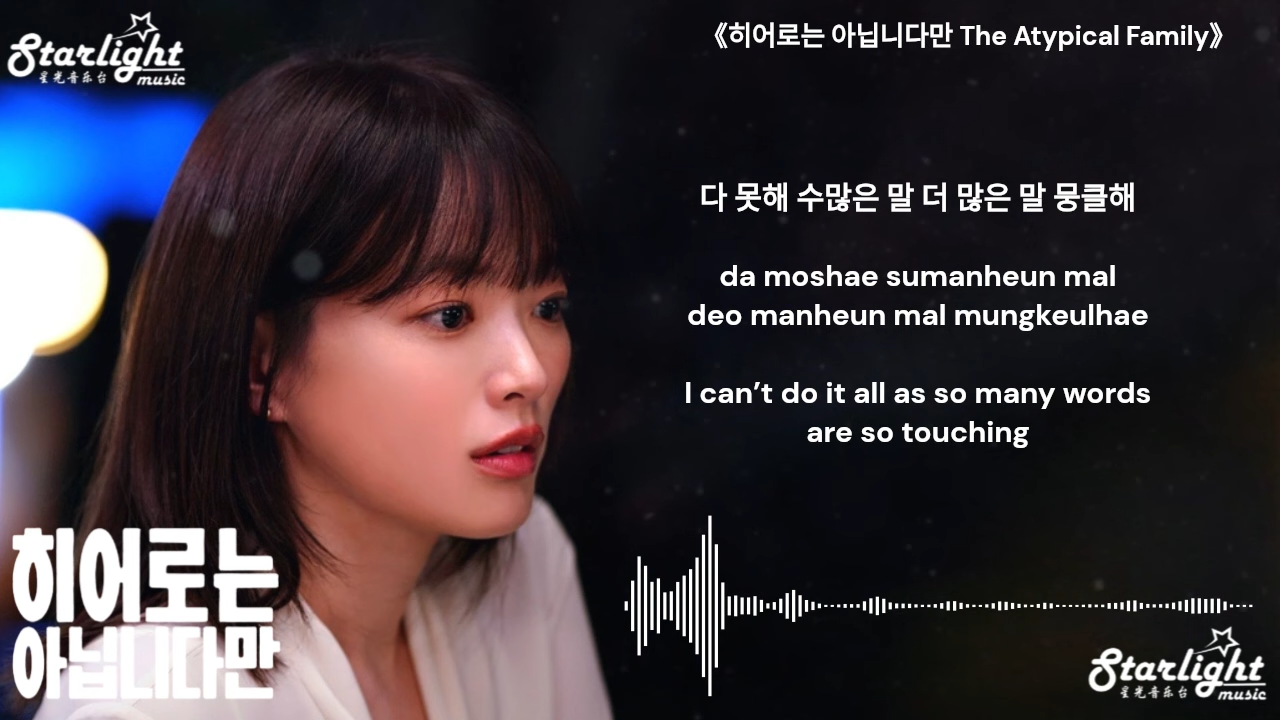 Starlight
星光音乐台 music
《히어로는 아닙니다만 The Atypical Family》
다 못해 수많은 말 더 많은 말 뭉클해
da moshae sumanheun mal
deo manheun mal mungkeulhae
I can’t do it all as so many words
are so touching
히어로는
아닙니다만
Starlight
星光音乐台 music